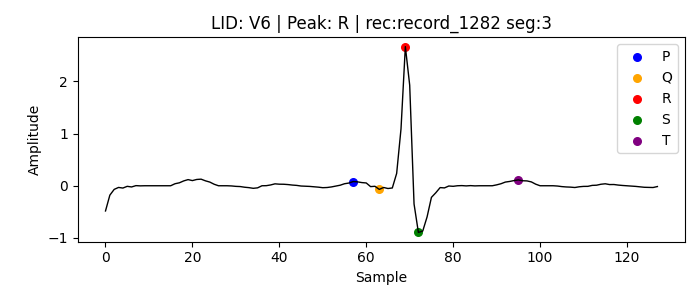 LID: V6 | Peak: R | rec:record_1282 seg:3
Amplitude
2
1
0
−1
0 20 40 60 80 100 120
Sample
P
Q
R
S
T